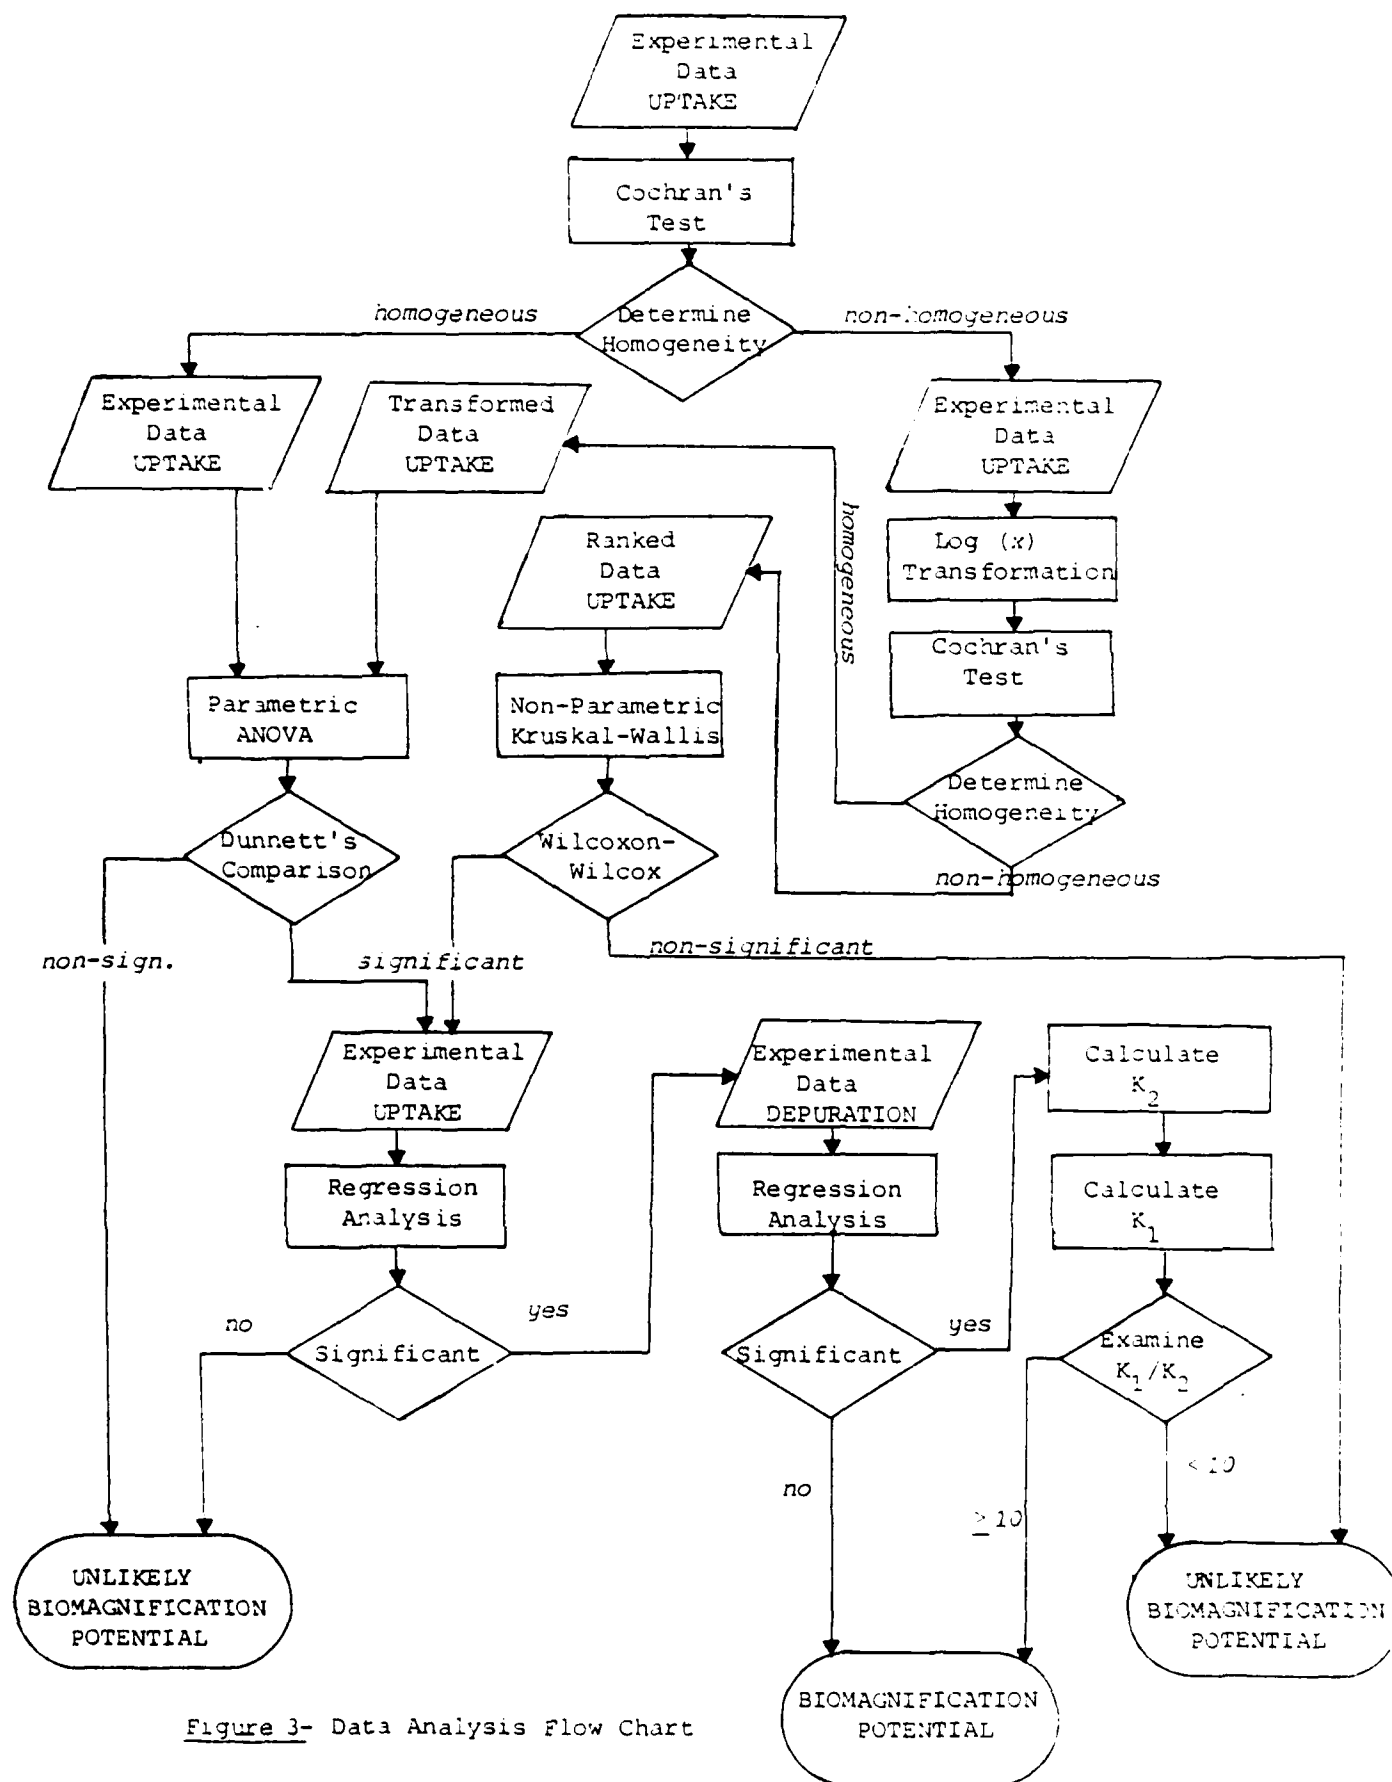 Experimental
Data
UPTAKE
Cochran's
Test
Determine
Homogeneity
homogeneous
non-homogeneous
Experimental
Data
UPTAKE
Transformed
Data
UPTAKE
Experimental
Data
UPTAKE
homogeneous
Ranked
Data
UPTAKE
Log (x)
Transformation
Cochran's
Test
Parametric
ANOVA
Non-Parametric
Kruskal-Wallis
Determine
Homogeneity
non-homogeneous
Dunnett's
Comparison
Wilcoxon-
Wilcox
non-sign.
significant
non-significant
Experimental
Data
UPTAKE
Experimental
Data
DEPURATION
Calculate
K2
Regression
Analysis
Regression
Analysis
Calculate
K1
no
Significant
yes
Significant
yes
Examine
K1/K2
no
≥ 10
< 10
UNLIKELY
BIOMAGNIFICATION
POTENTIAL
BIOMAGNIFICATION
POTENTIAL
UNLIKELY
BIOMAGNIFICATION
POTENTIAL
Figure 3- Data Analysis Flow Chart